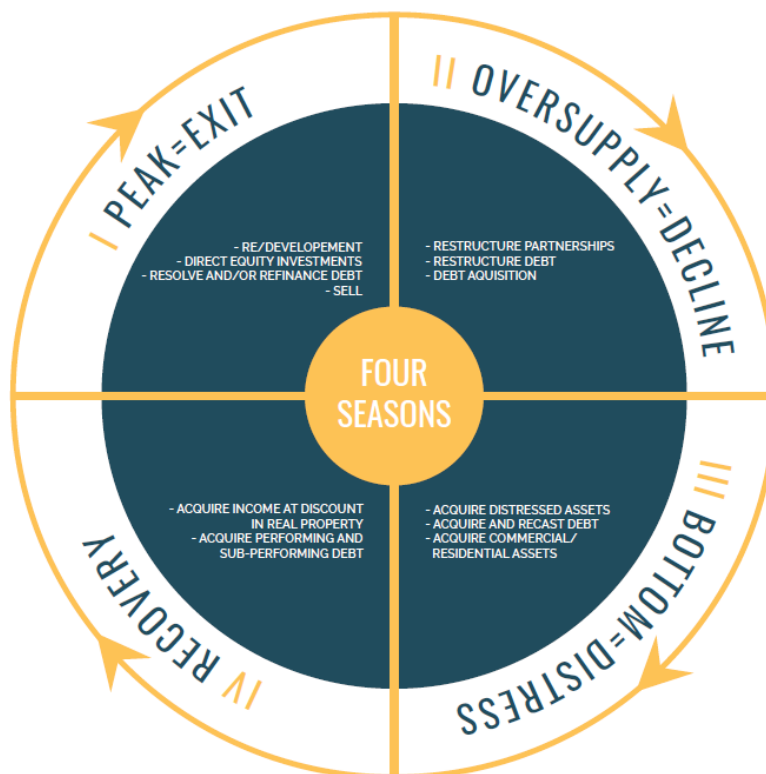 I PEAK=EXIT
- RE/DEVELOPEMENT
- DIRECT EQUITY INVESTMENTS
- RESOLVE AND/OR REFINANCE DEBT
- SELL
II OVERSUPPLY=DECLINE
- RESTRUCTURE PARTNERSHIPS
- RESTRUCTURE DEBT
- DEBT AQUISITION
FOUR
SEASONS
III BOTTOM=DISTRESS
- ACQUIRE DISTRESSED ASSETS
- ACQUIRE AND RECAST DEBT
- ACQUIRE COMMERCIAL/
RESIDENTIAL ASSETS
IV RECOVERY
- ACQUIRE INCOME AT DISCOUNT
IN REAL PROPERTY
- ACQUIRE PERFORMING AND
SUB-PERFORMING DEBT